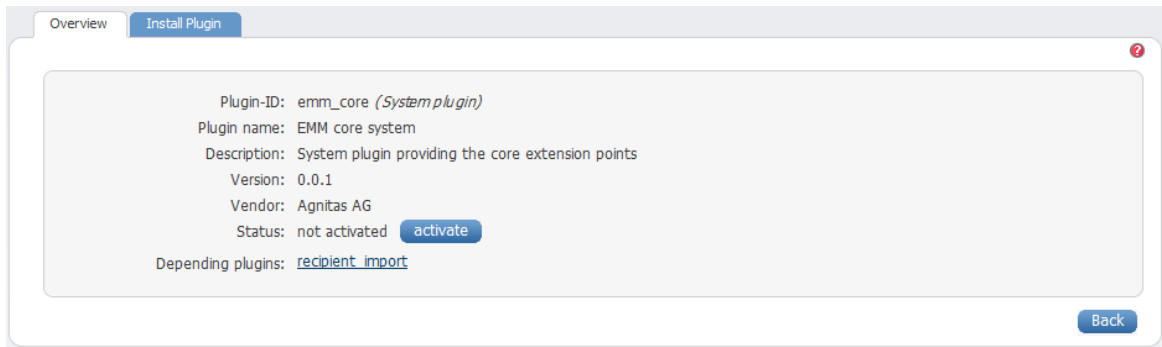 Overview Install Plugin
?
Plugin-ID: emm_core (System plugin)
Plugin name: EMM core system
Description: System plugin providing the core extension points
Version: 0.0.1
Vendor: Agnitas AG
Status: not activated activate
Depending plugins: recipient_import
Back